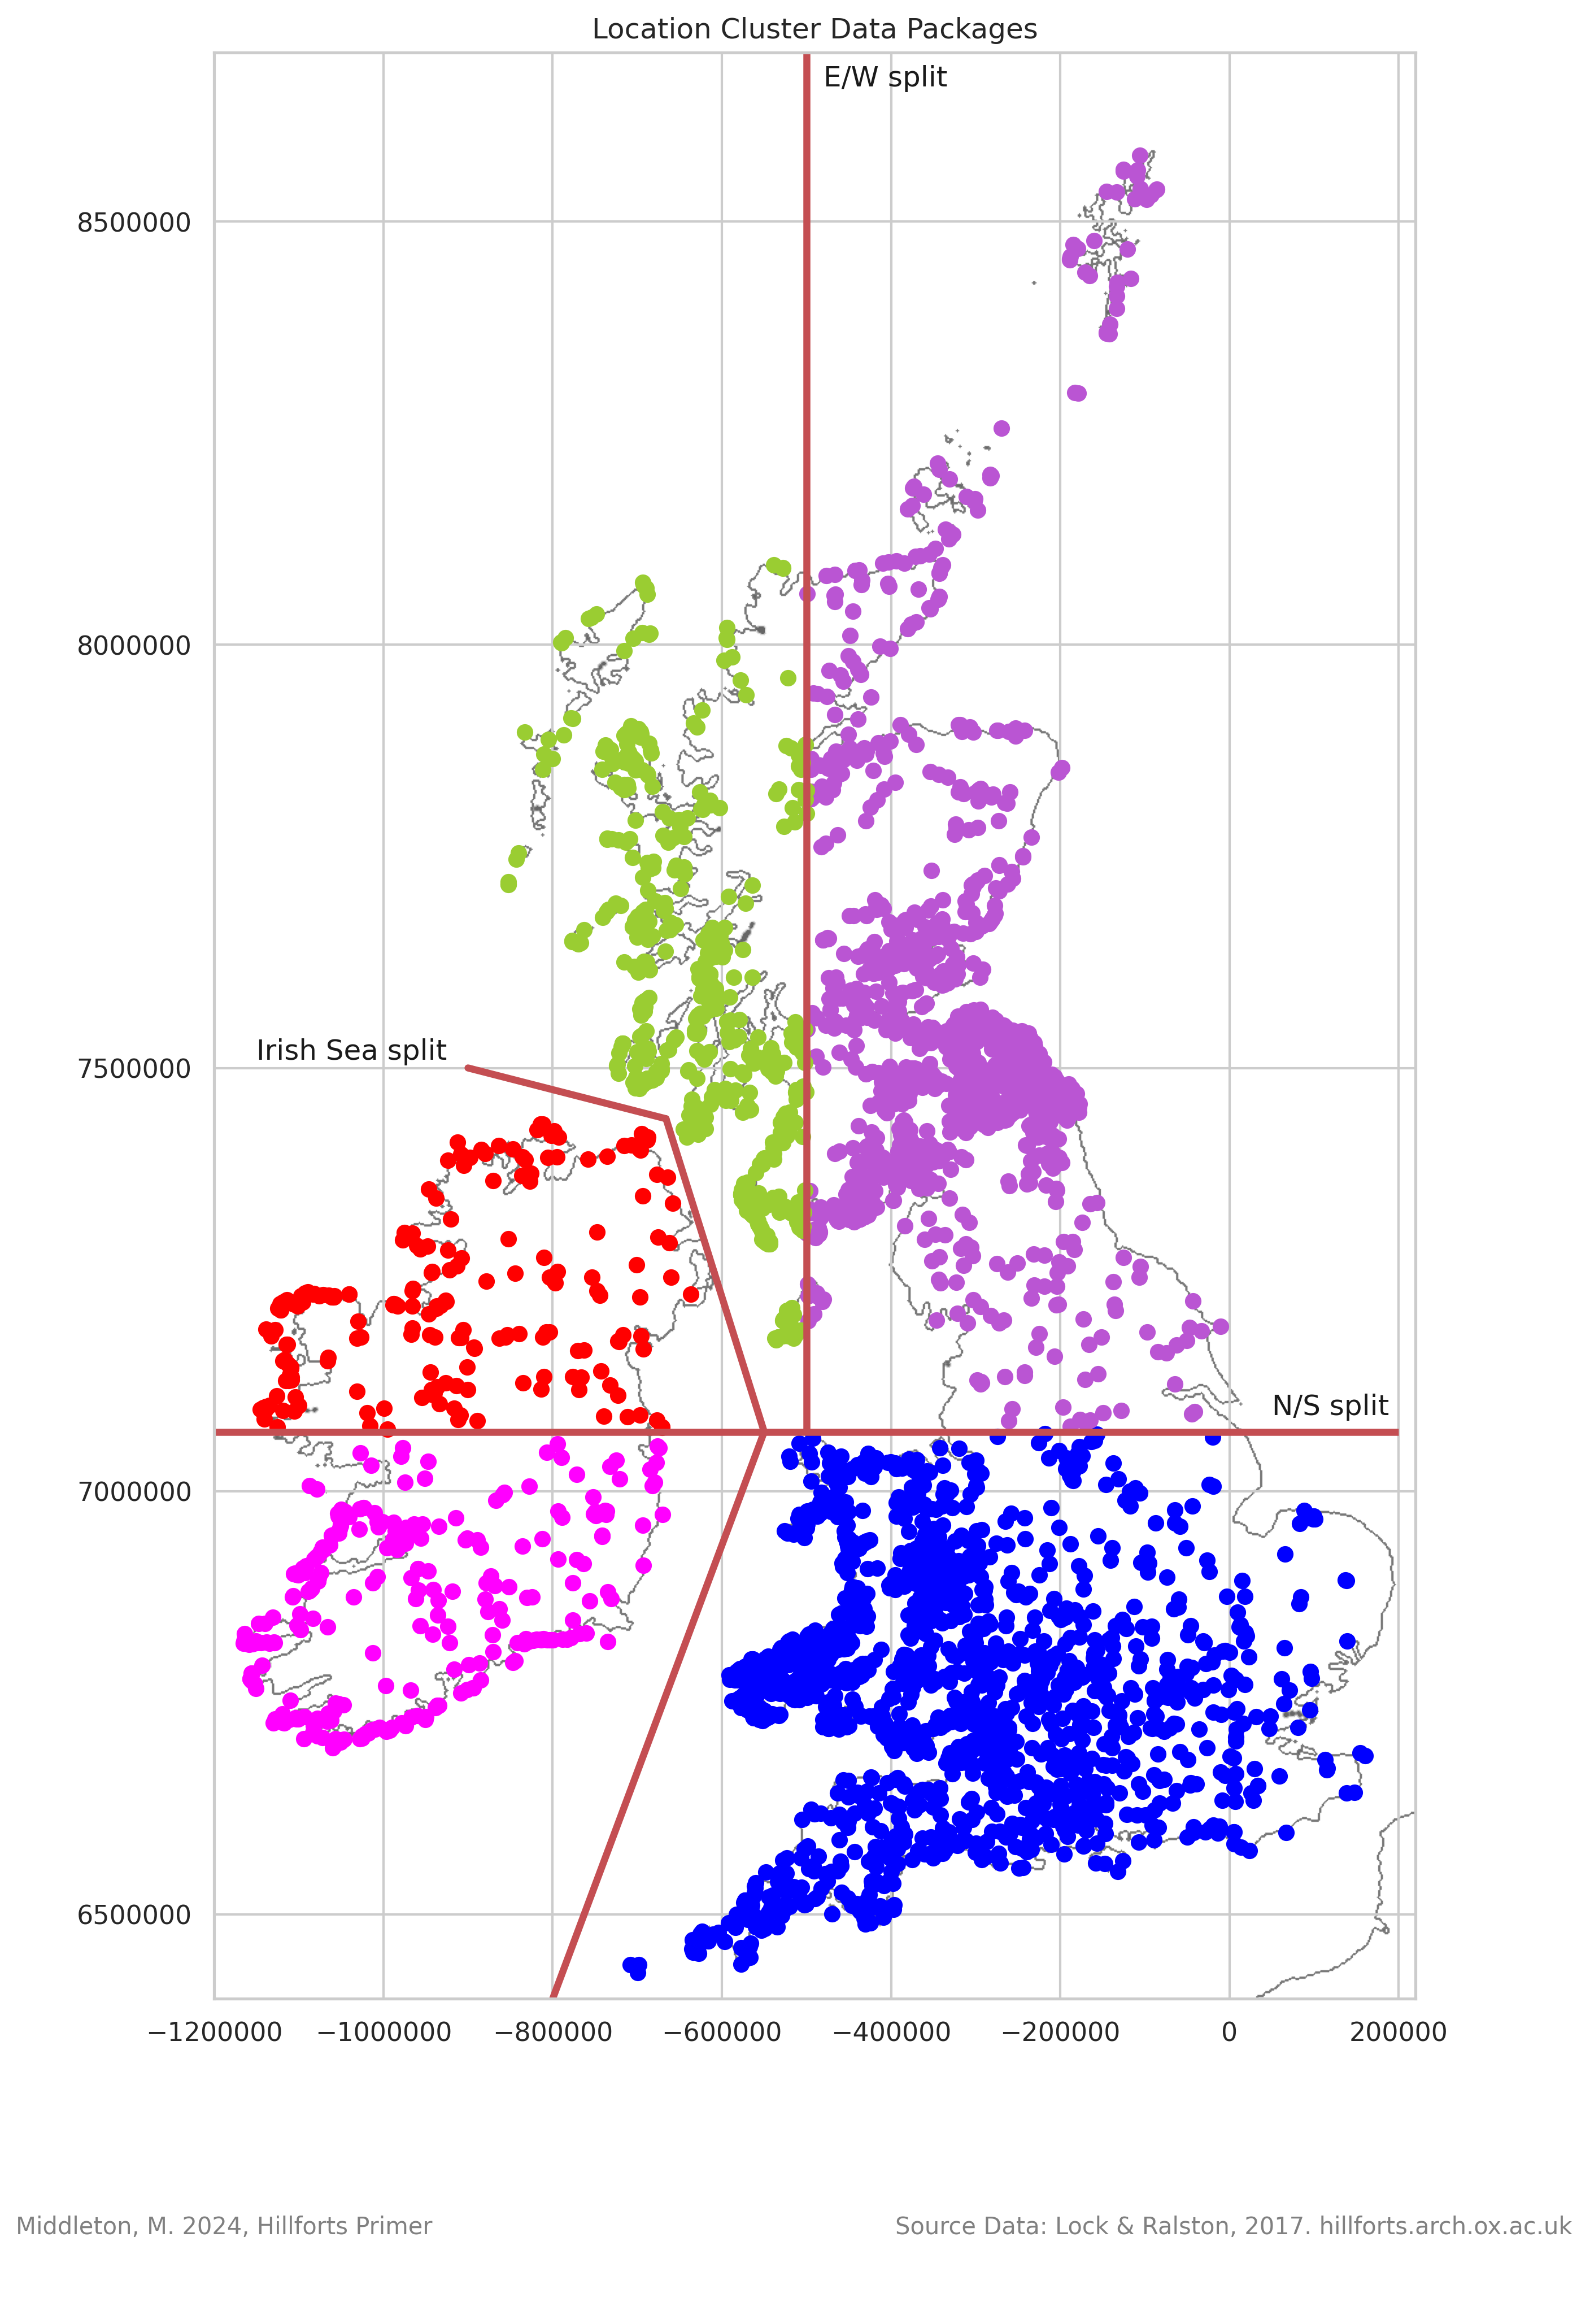 Location Cluster Data Packages
E/W split
8500000
8000000
Irish Sea split
7500000
N/S split
7000000
6500000
−1200000 −1000000 −800000 −600000 −400000 −200000 0 200000
Middleton, M. 2024, Hillforts Primer
Source Data: Lock & Ralston, 2017. hillforts.arch.ox.ac.uk